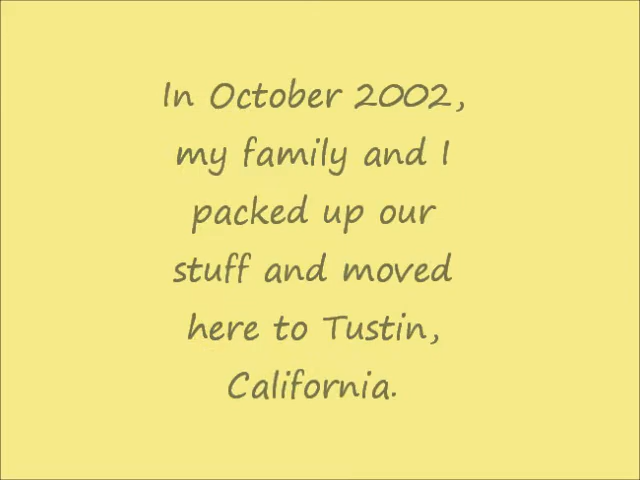 In October 2002,
my family and I
packed up our
stuff and moved
here to Tustin,
California.